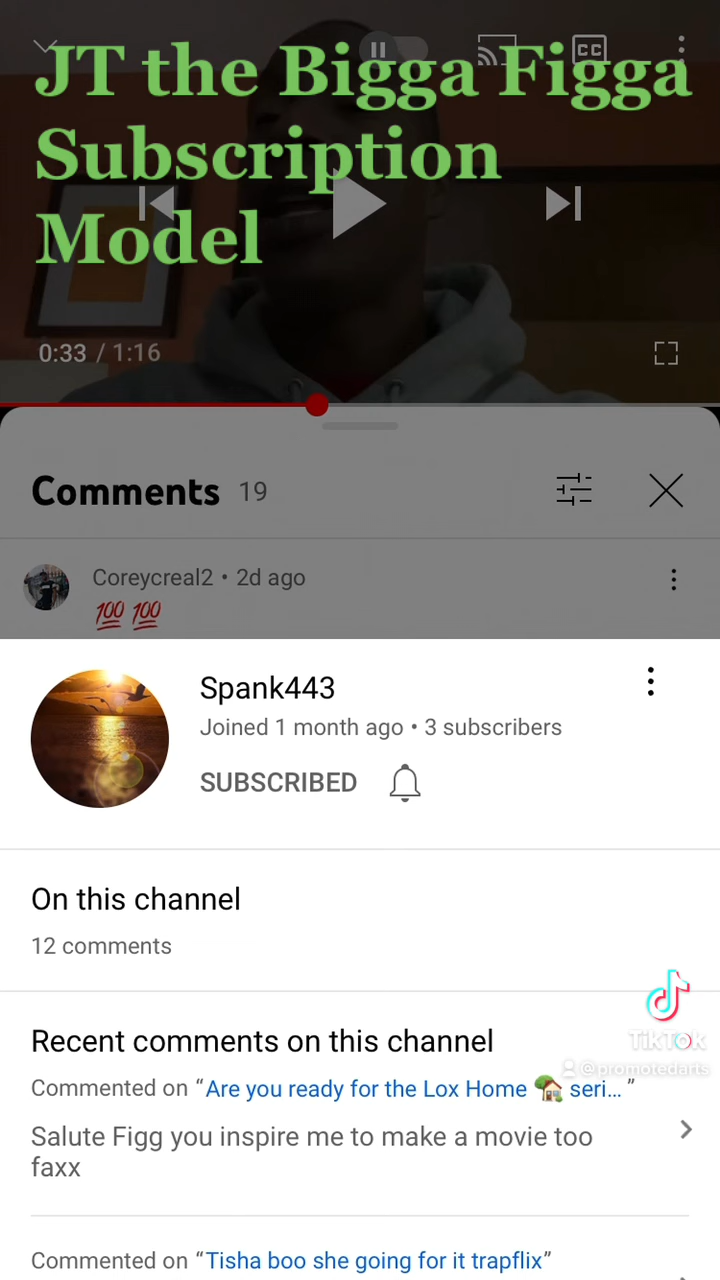 JT the Bigga Figga
Subscription
Model
CC
0:33 / 1:16
Comments 19
Coreycreal2 • 2d ago
💯 💯
Spank443
Joined 1 month ago • 3 subscribers
SUBSCRIBED
On this channel
12 comments
TikTok
@promotedarts
Recent comments on this channel
Commented on “Are you ready for the Lox Home 🏡 seri... ”
Salute Figg you inspire me to make a movie too
faxx
Commented on “Tisha boo she going for it trapflix”